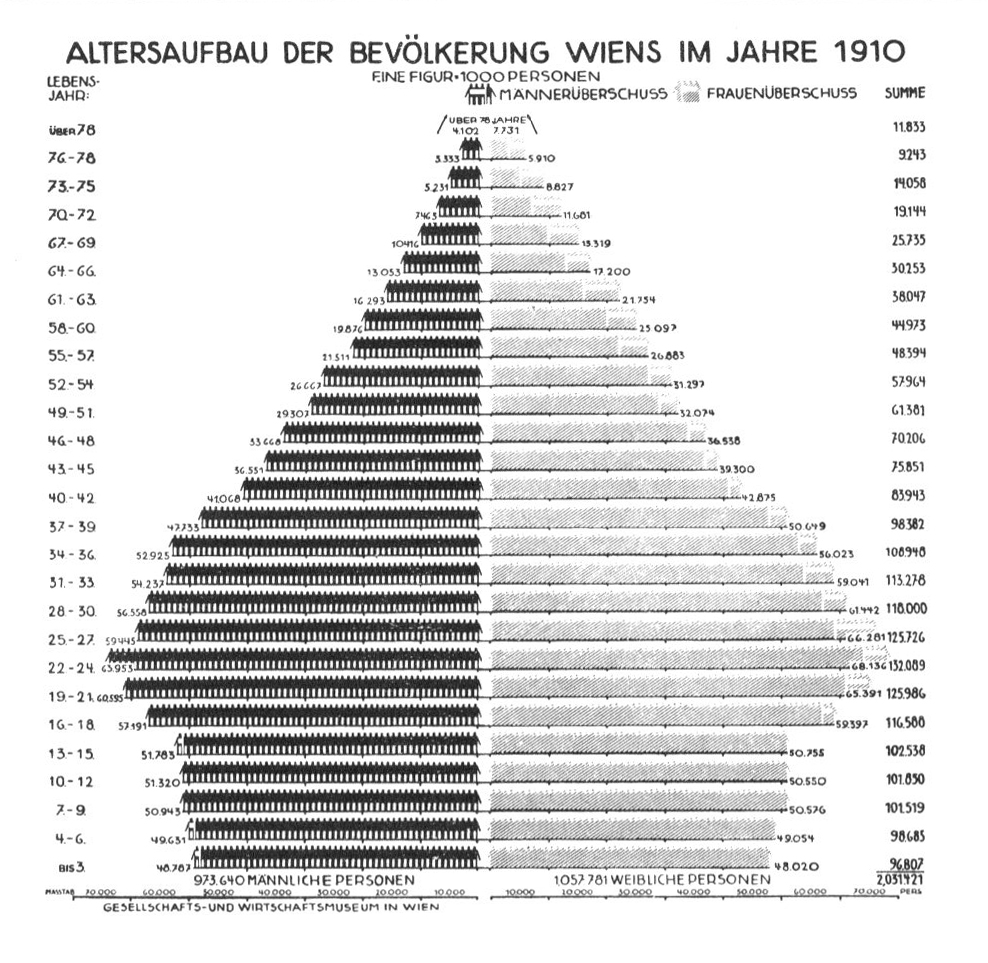 ALTERSAUFBAU DER BEVÖLKERUNG WIENS IM JAHRE 1910
EINE FIGUR·1000 PERSONEN
LEBENS-
JAHR:
MÄNNERÜBERSCHUSS FRAUENÜBERSCHUSS SUMME
ÜBER 78 ÜBER 78 JAHRE 4.102 7.731 11.833
76.-78 3.333 5.910 9.243
73.-75 5.231 8.827 14.058
70.-72. 7463 11.681 19.144
67.-69. 10416 15.319 25.735
64.-66. 13 053 17.200 30.253
61.-63. 16.293 21.754 38.047
58.-60. 19.876 25.097 44.973
55.-57. 21.511 26.883 48.394
52.-54 26.667 31.297 57.964
49.-51. 29307 32.074 61.381
46.-48 33.668 36.538 70.206
43.-45 36.551 39.300 75.851
40.-42 41.068 42.875 83.943
37.-39 47.733 50.649 98.382
34.-36. 52.925 56.023 108.948
31.-33 54.237 59.041 113.278
28.-30. 56.558 61.442 118.000
25.-27. 59.445 66.281 125.726
22.-24. 63.953 68.136 132.089
19.-21. 60.595 65.391 125.986
16.-18. 57.191 59.397 116.588
13.-15. 51.783 50.755 102.538
10.-12 51.320 50.530 101.850
7.-9. 50.943 50.576 101.519
4.-6. 49.631 49.054 98.685
BIS 3. 48.787 48.020 96.807
973.640 MÄNNLICHE PERSONEN 1,057.781 WEIBLICHE PERSONEN 2,031.421
MASSTAB 70.000 60.000 50.000 40.000 30.000 20.000 10.000 10.000 20.000 30.000 40.000 50.000 60.000 70.000 PERS
GESELLSCHAFTS-UND WIRTSCHAFTSMUSEUM IN WIEN